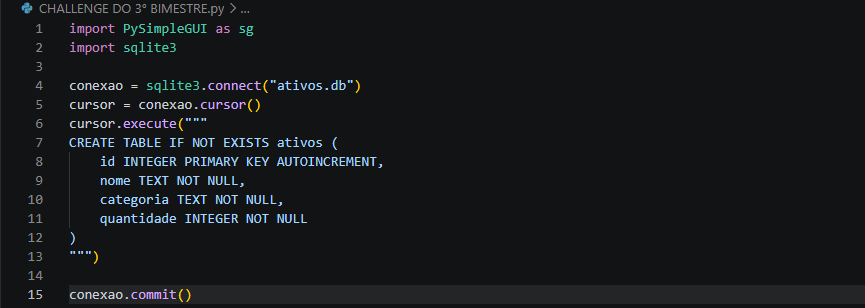 CHALLENGE DO 3º BIMESTRE.py > ...
1 import PySimpleGUI as sg
2 import sqlite3
3
4 conexao = sqlite3.connect("ativos.db")
5 cursor = conexao.cursor()
6 cursor.execute("""
7 CREATE TABLE IF NOT EXISTS ativos (
8     id INTEGER PRIMARY KEY AUTOINCREMENT,
9     nome TEXT NOT NULL,
10     categoria TEXT NOT NULL,
11     quantidade INTEGER NOT NULL
12 )
13 """)
14
15 conexao.commit()